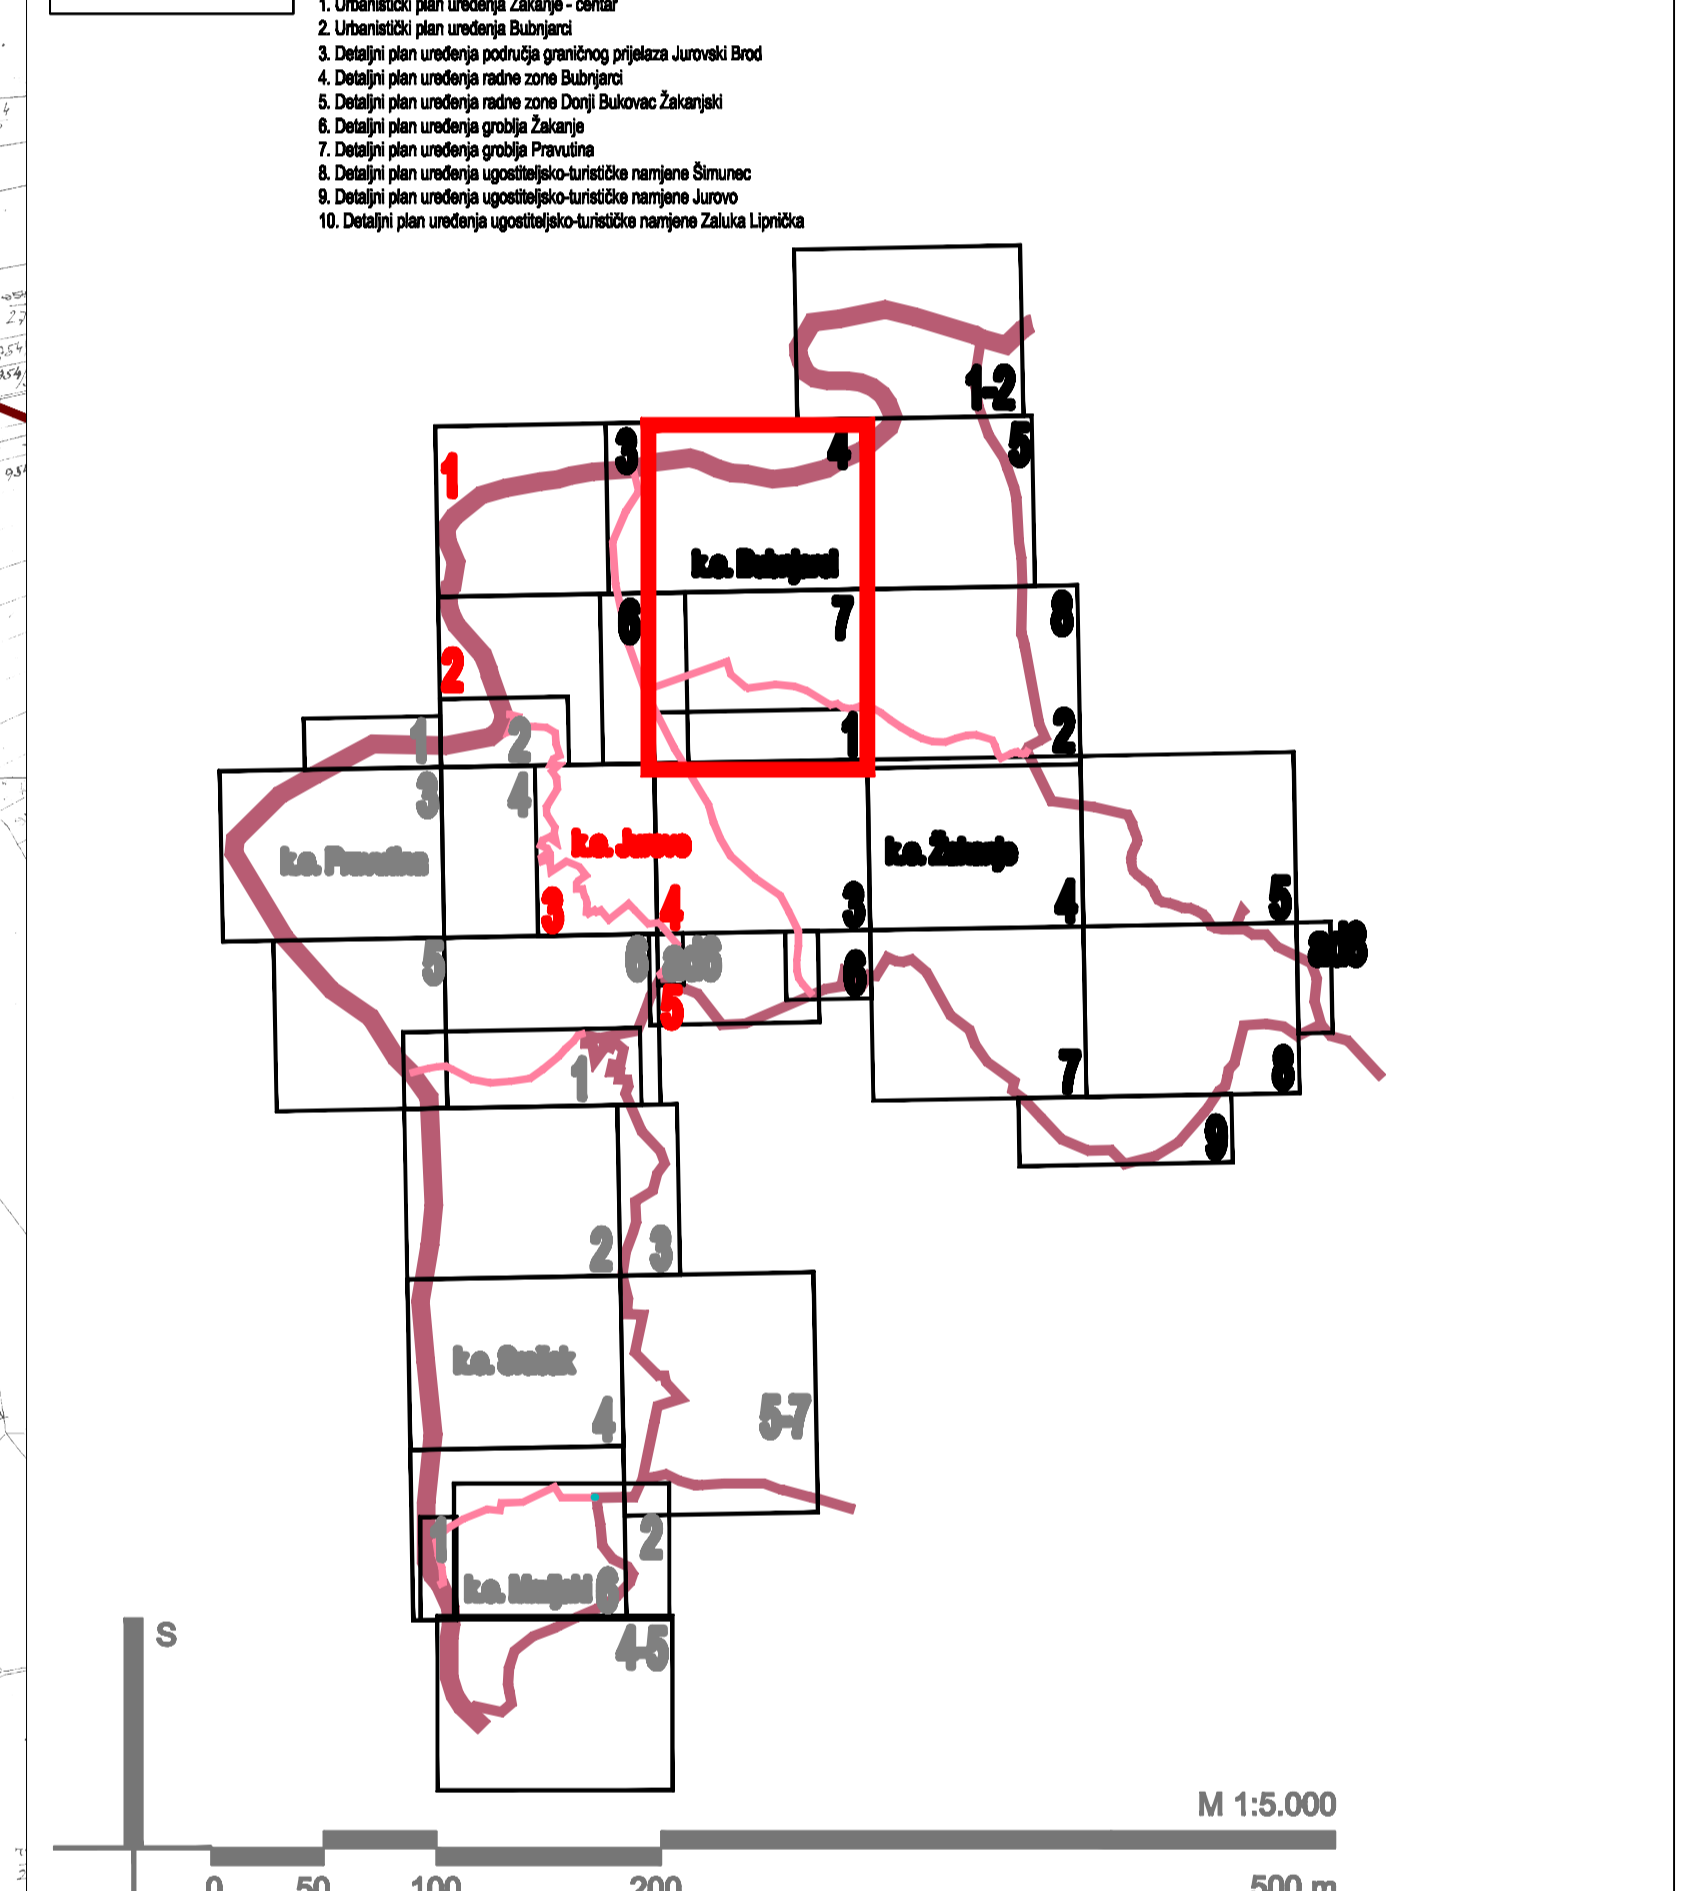 1. Urbanistički plan uređenja Žakanje - centar
2. Urbanistički plan uređenja Bubnjarci
3. Detaljni plan uređenja područja graničnog prijelaza Jurovski Brod
4. Detaljni plan uređenja radne zone Bubnjarci
5. Detaljni plan uređenja radne zone Donji Bukovac Žakanjski
6. Detaljni plan uređenja groblja Žakanje
7. Detaljni plan uređenja groblja Pravutina
8. Detaljni plan uređenja ugostiteljsko-turističke namjene Šimunec
9. Detaljni plan uređenja ugostiteljsko-turističke namjene Jurovo
10. Detaljni plan uređenja ugostiteljsko-turističke namjene Zaluka Lipnička
1-2
1
3
4
5
k.o. Bubnjarci
6
7
8
2
1
2
1
2
3
4
k.o. Pravutina
k.o. Jurovo
k.o. Žakanje
3
4
3
4
5
5
6
5
6
7
8
9
1
2
3
k.o.
4
5-7
1
2
k.o.
6
4-5
S
M 1:5.000
0
50
100
200
500 m